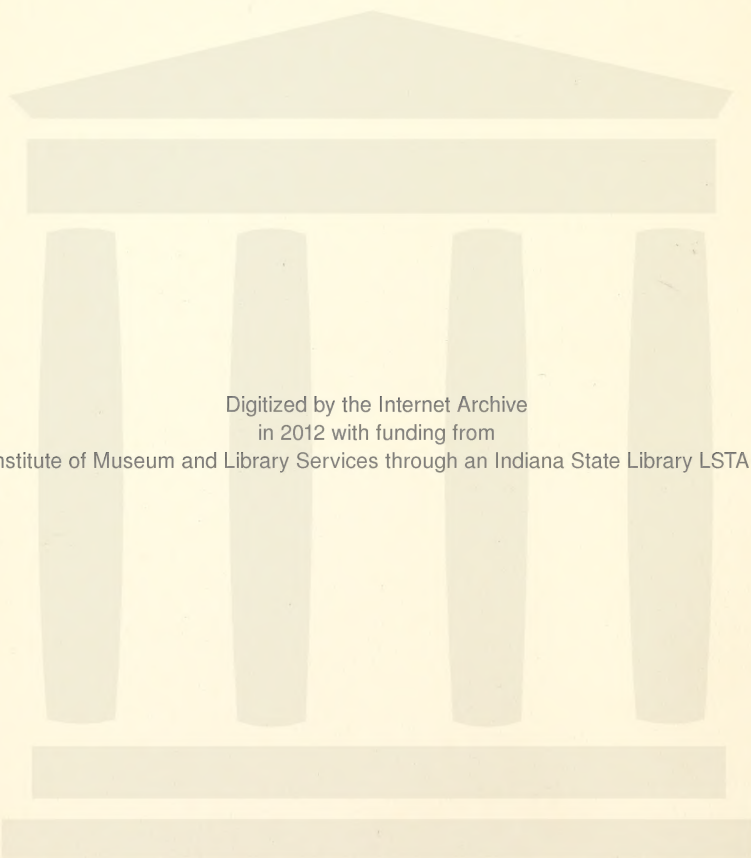 Digitized by the Internet Archive
in 2012 with funding from
nstitute of Museum and Library Services through an Indiana State Library LSTA